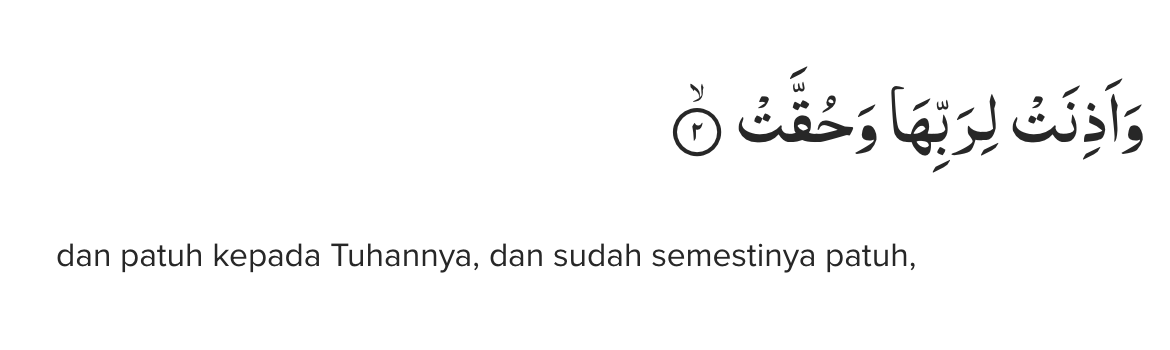 وَاَذِنَتْ لِرَبِّهَا وَحُقَّتْۙ ٢
dan patuh kepada Tuhannya, dan sudah semestinya patuh,